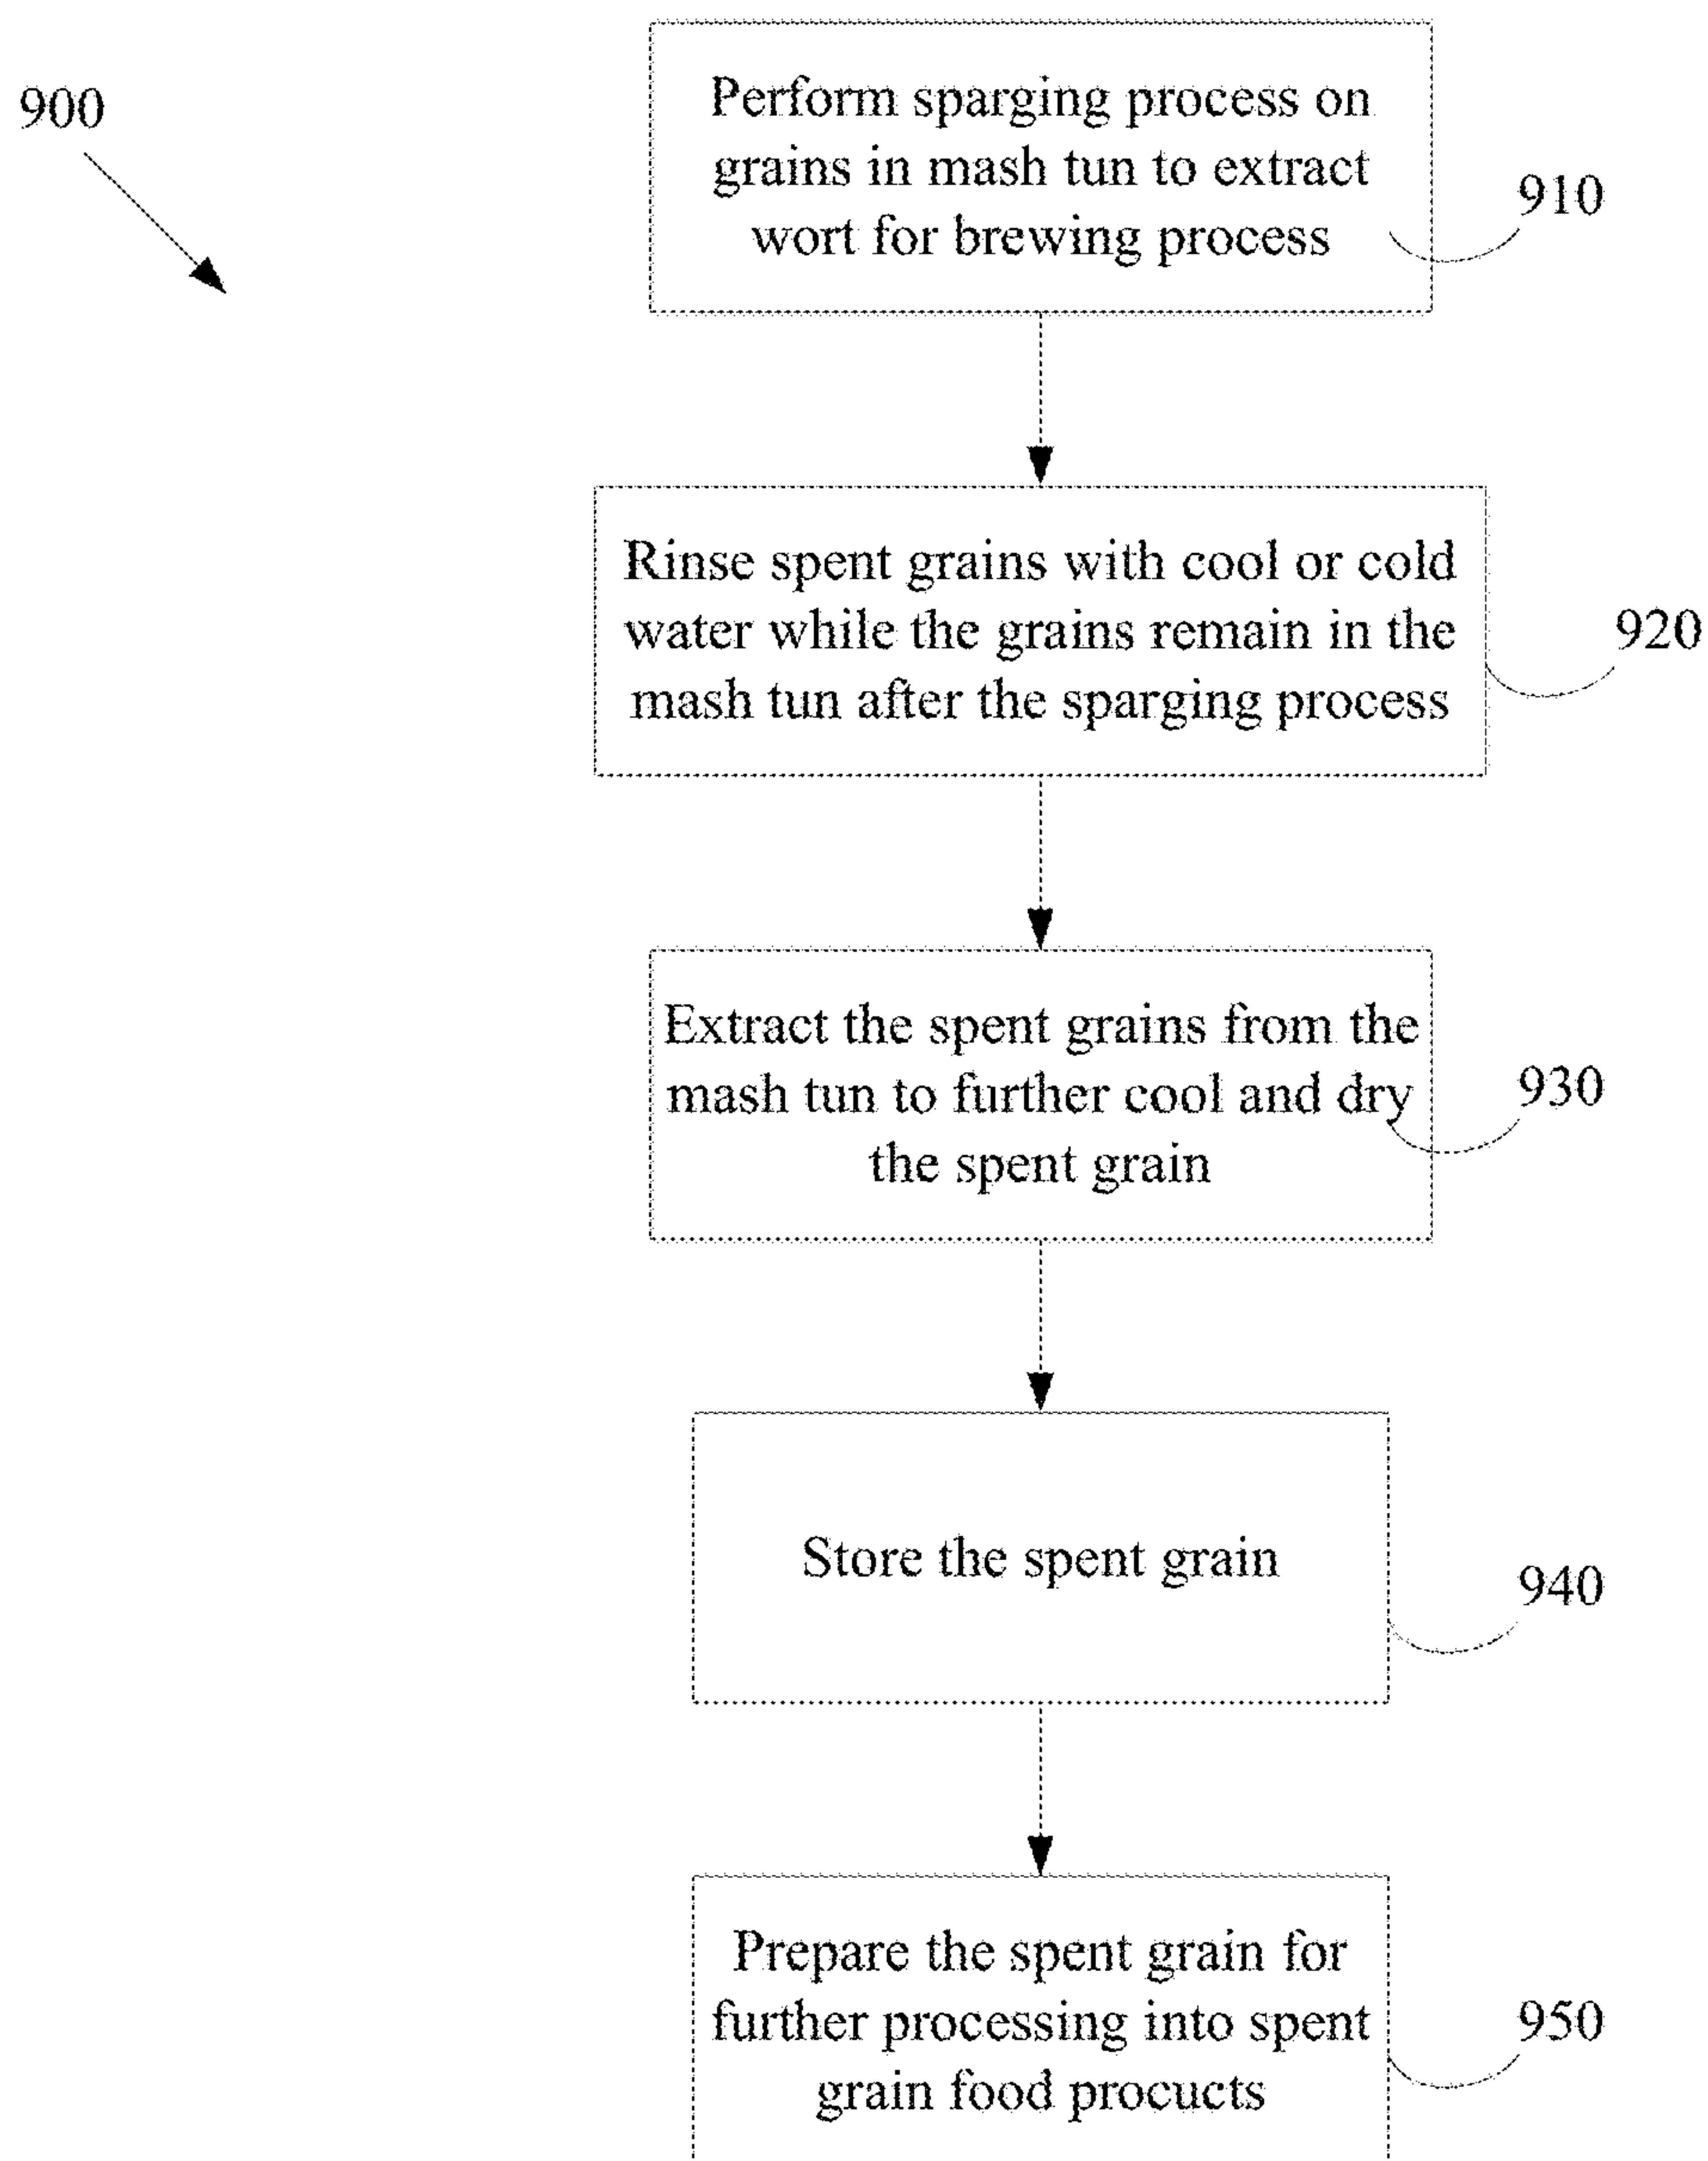 900
Perform sparging process on
grains in mash tun to extract
wort for brewing process
910
Rinse spent grains with cool or cold
water while the grains remain in the
mash tun after the sparging process
920
Extract the spent grains from the
mash tun to further cool and dry
the spent grain
930
Store the spent grain
940
Prepare the spent grain for
further processing into spent
grain food procucts
950